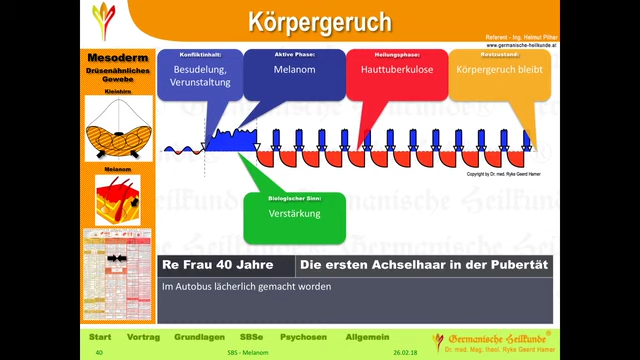 Körpergeruch
Referent - Ing. Helmut Pilhar
www.germanische-heilkunde.at
Mesoderm
Drüsenähnliches
Gewebe
Kleinhirn
Melanom
Konfliktinhalt:
Besudelung,
Verunstaltung
Aktive Phase:
Melanom
Heilungsphase:
Hauttuberkulose
Restzustand:
Körpergeruch bleibt
Copyright by Dr. med. Ryke Geerd Hamer
Biologischer Sinn:
Verstärkung
Re Frau 40 Jahre
Die ersten Achselhaar in der Pubertät
Im Autobus lächerlich gemacht worden
Start Vortrag Grundlagen SBSe Psychosen Allgemein
40 SBS - Melanom 26.02.18
Germanische Heilkunde®
Dr. med. Mag. theol. Ryke Geerd Hamer